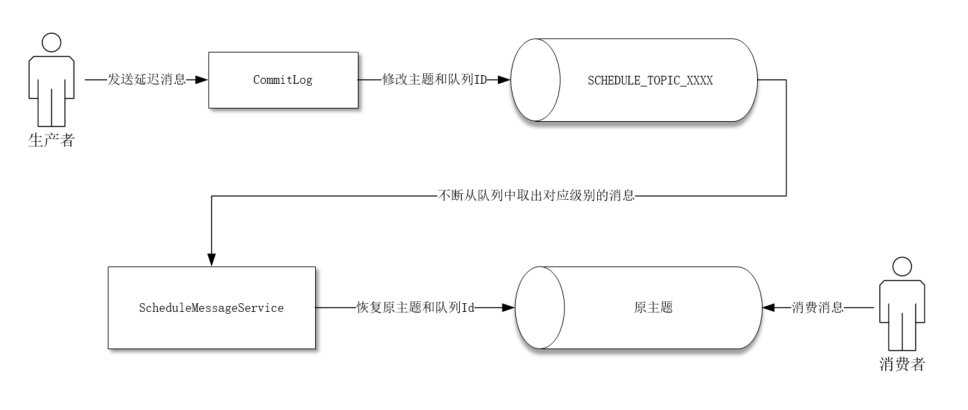 发送延迟消息
CommitLog
修改主题和队列ID
SCHEDULE_TOPIC_XXXX
生产者
不断从队列中取出对应级别的消息
ScheduleMessageService
恢复原主题和队列Id
原主题
消费消息
消费者